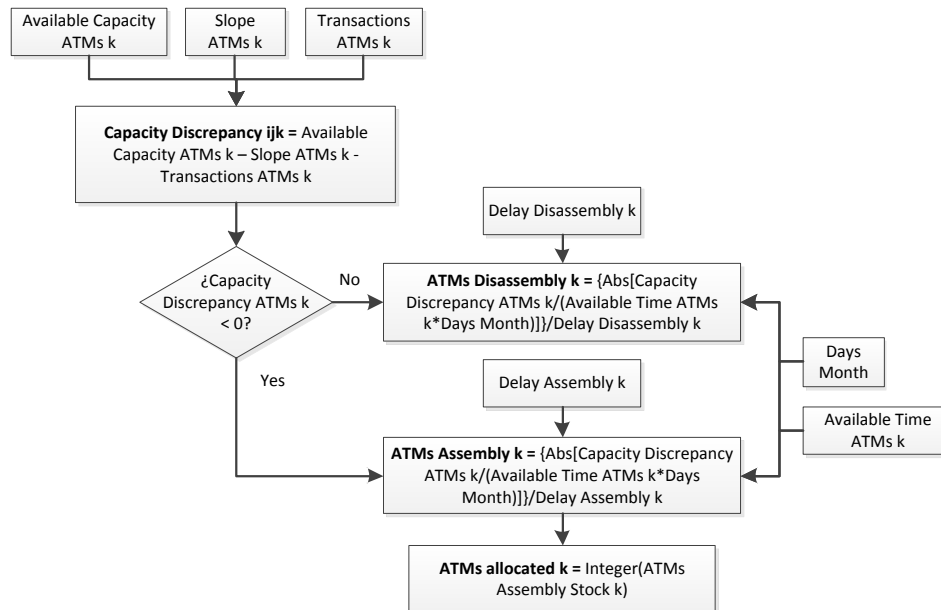 Available Capacity
ATMs k
Slope
ATMs k
Transactions
ATMs k
Capacity Discrepancy ijk = Available
Capacity ATMs k – Slope ATMs k -
Transactions ATMs k
Delay Disassembly k
¿Capacity
Discrepancy ATMs k
< 0?
No
ATMs Disassembly k = {Abs[Capacity
Discrepancy ATMs k/(Available Time ATMs
k*Days Month)]}/Delay Disassembly k
Days
Month
Yes
Delay Assembly k
Available Time
ATMs k
ATMs Assembly k = {Abs[Capacity Discrepancy
ATMs k/(Available Time ATMs k*Days
Month)]}/Delay Assembly k
ATMs allocated k = Integer(ATMs
Assembly Stock k)